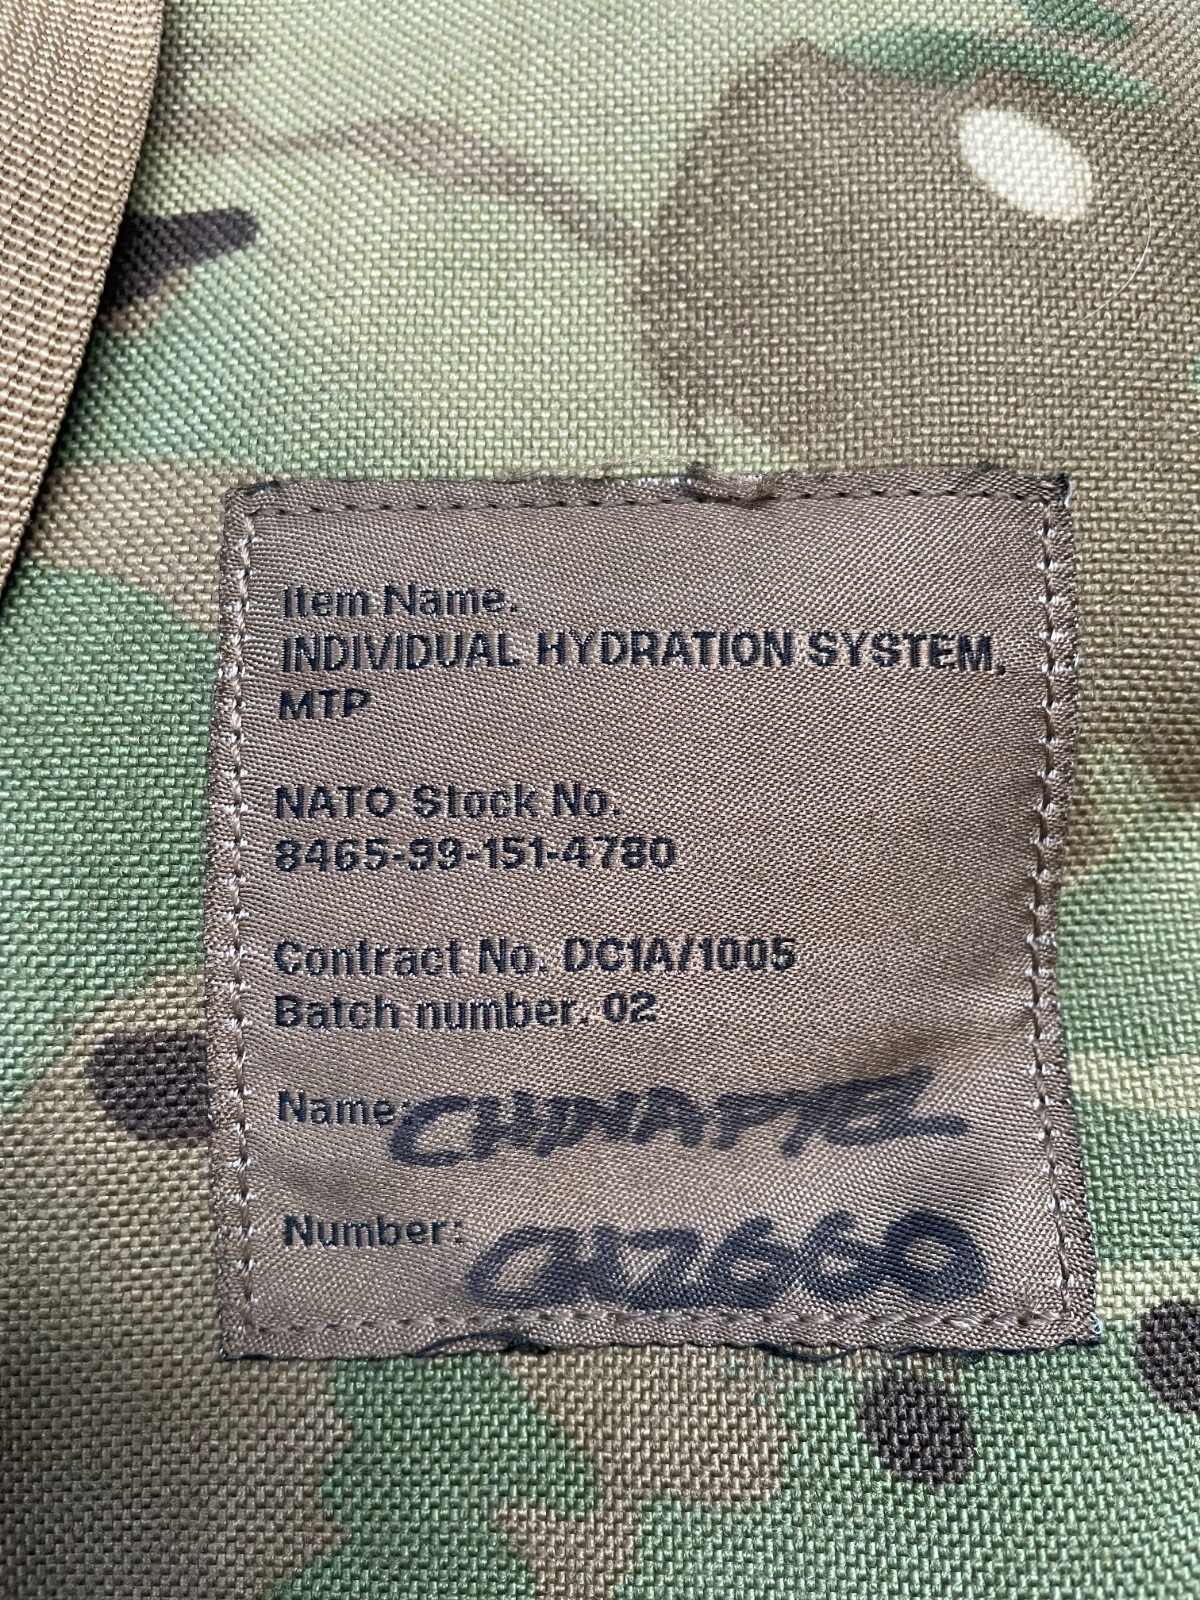 Item Name.
INDIVIDUAL HYDRATION SYSTEM,
MTP
NATO Stock No.
8465-99-151-4780
Contract No. DC1A/1005
Batch number. 02
Name:
Number: CH2660